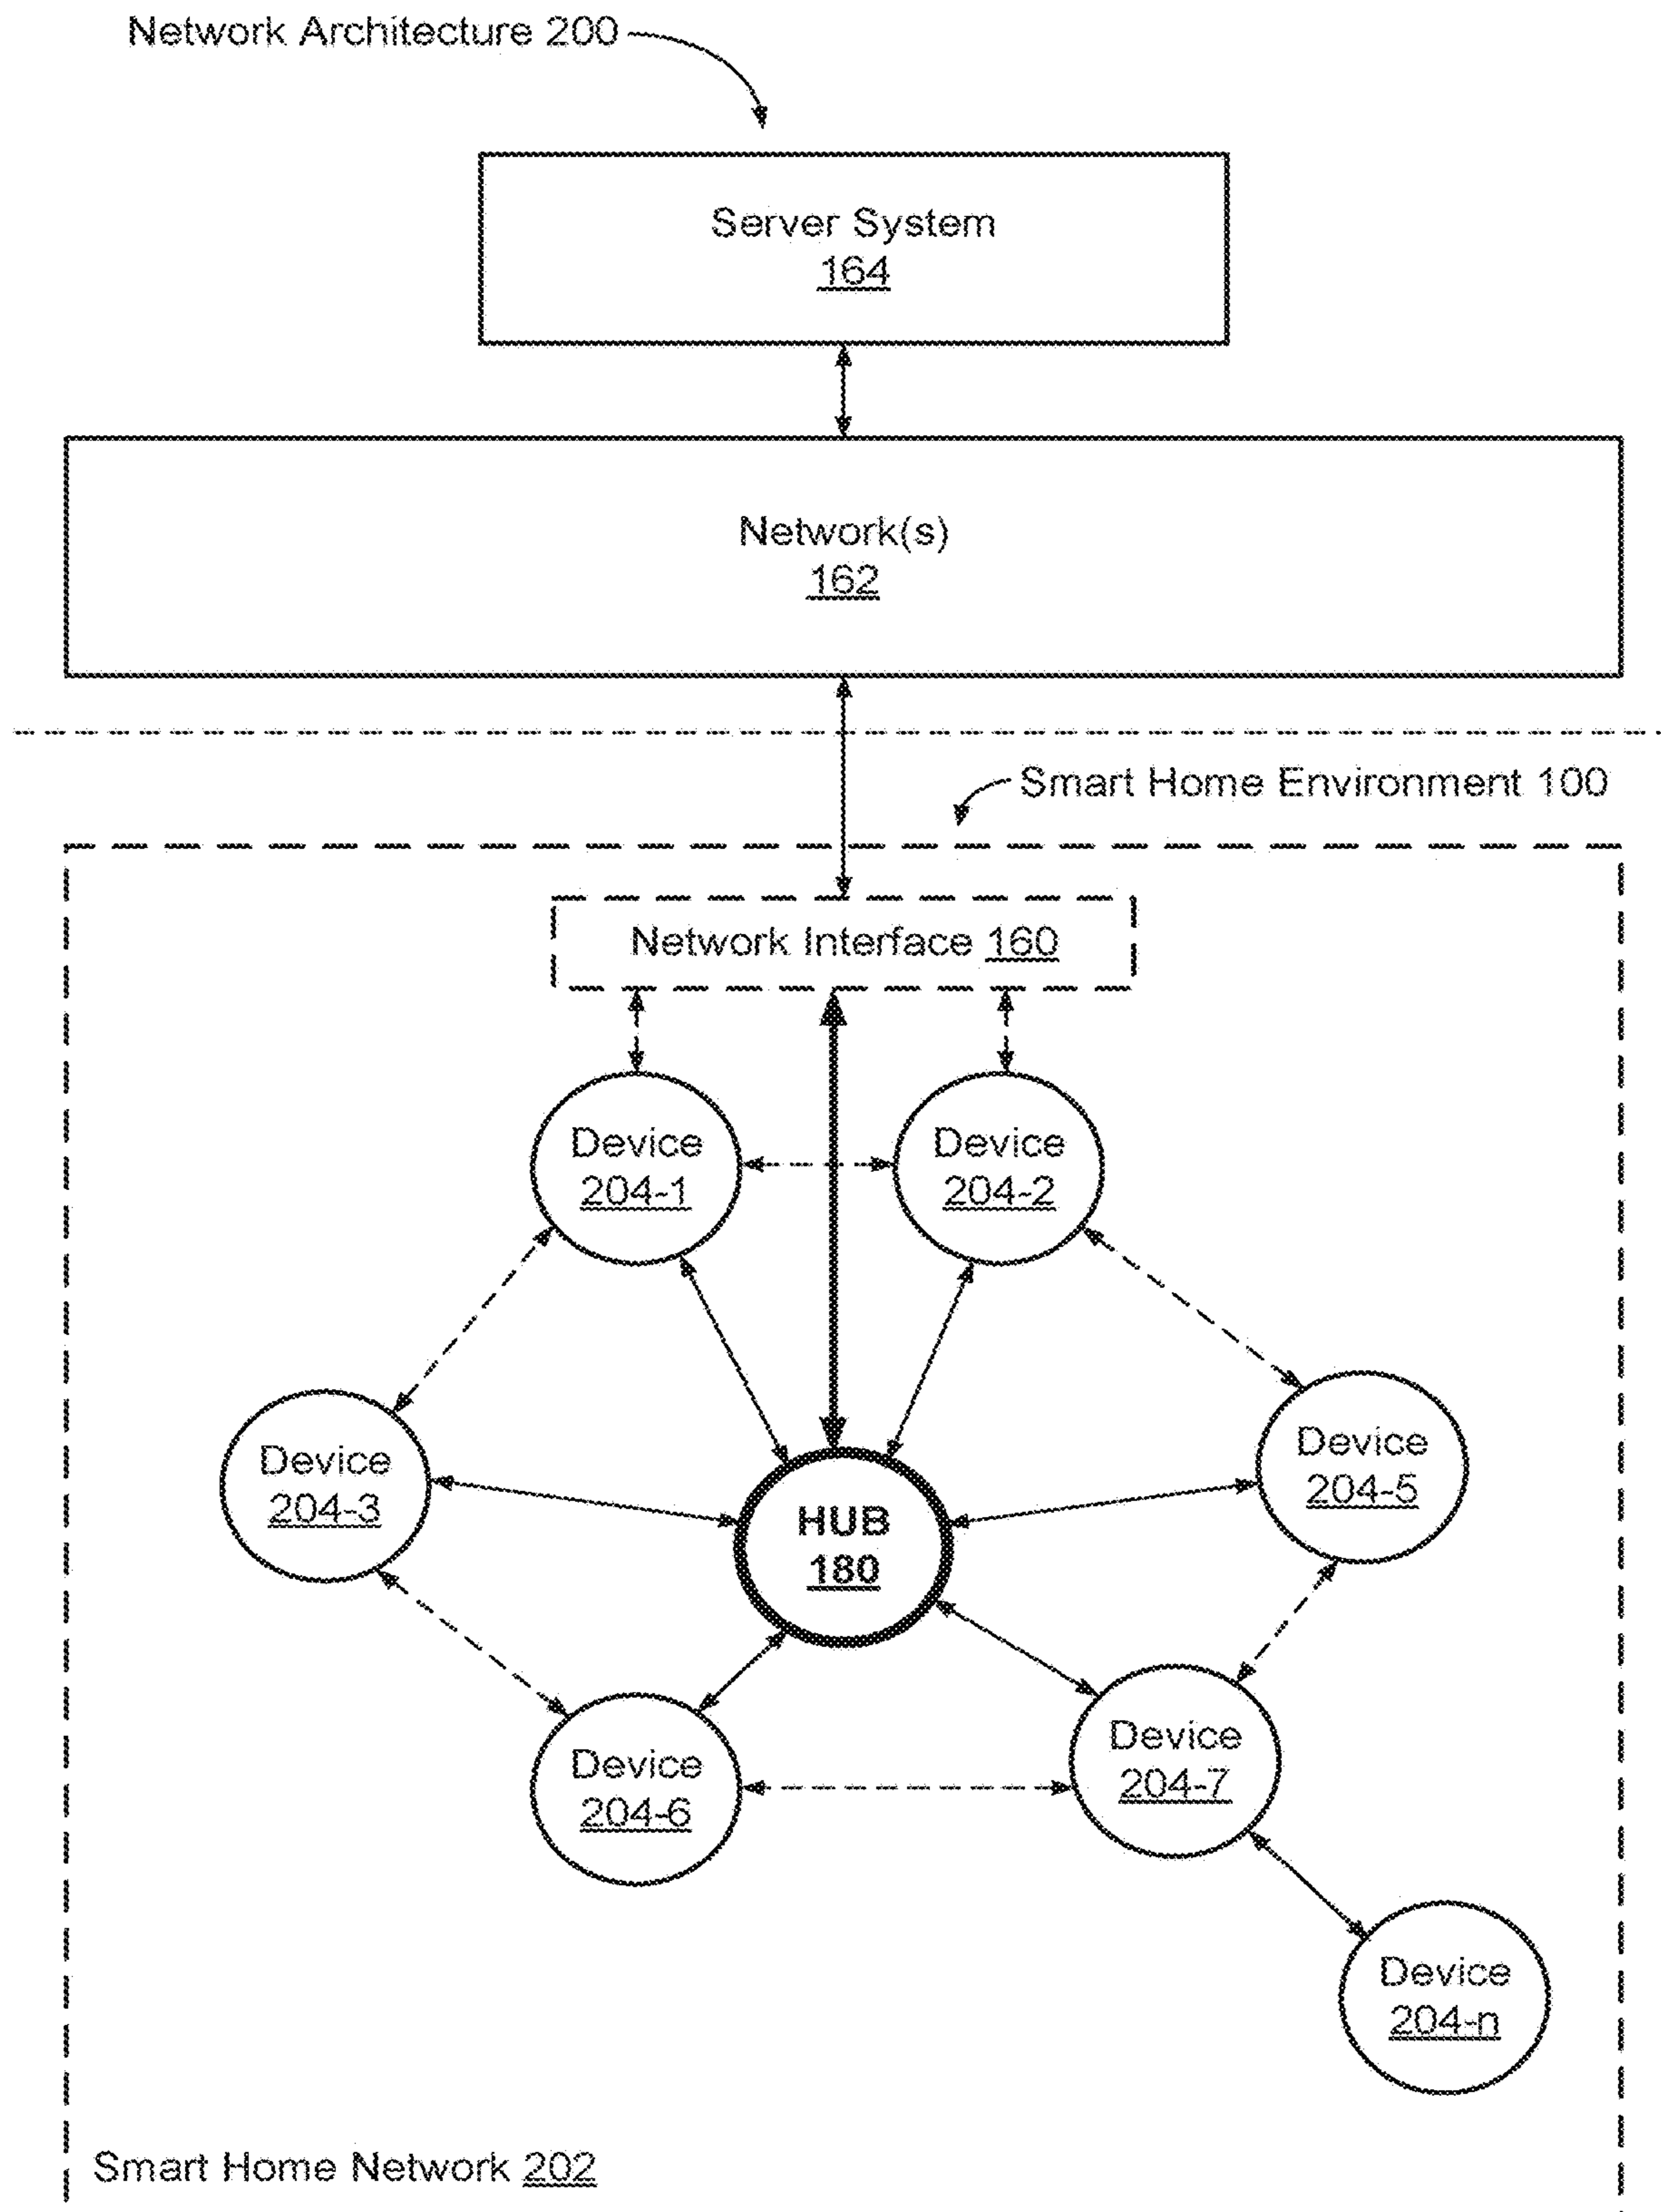 Network Architecture 200
Server System
164
Network(s)
162
Smart Home Environment 100
Network Interface 160
Device
204-1
Device
204-2
Device
204-3
Device
204-5
HUB
180
Device
204-6
Device
204-7
Device
204-n
Smart Home Network 202